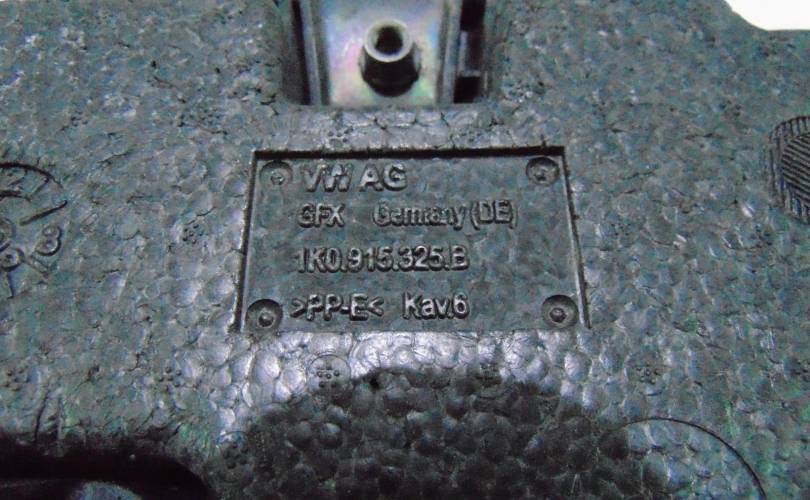 VW AG
GFX Germany (DE)
1K0.915.325.B
>PP-E< Kav.6